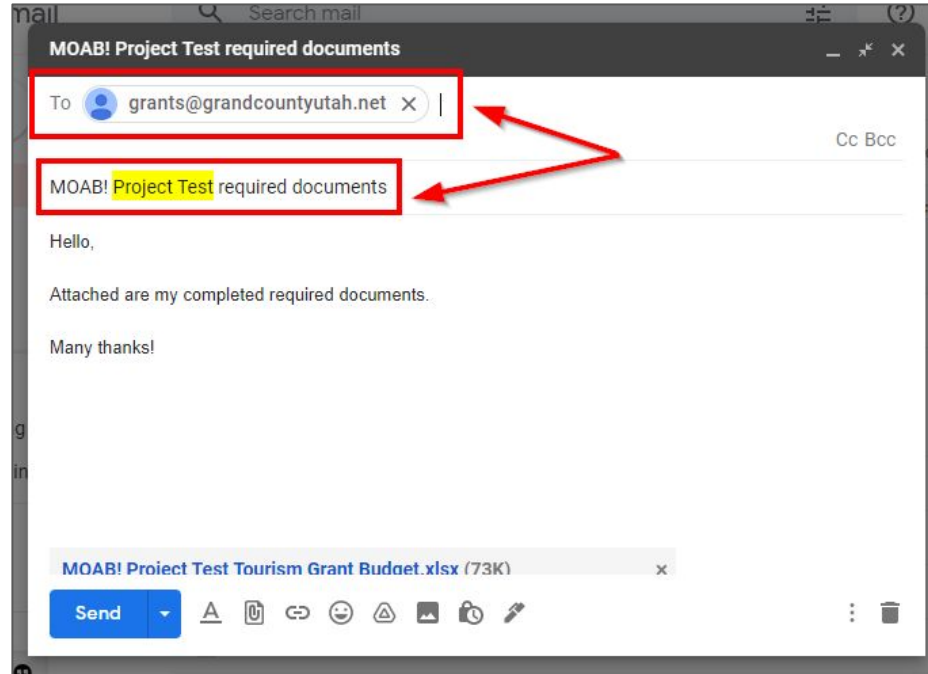 mail Search mail
MOAB! Project Test required documents
To grants@grandcountyutah.net
Cc Bcc
MOAB! Project Test required documents
Hello,
Attached are my completed required documents.
Many thanks!
g
in
MOAB! Project Test Tourism Grant Budget.xlsx (73K)
Send